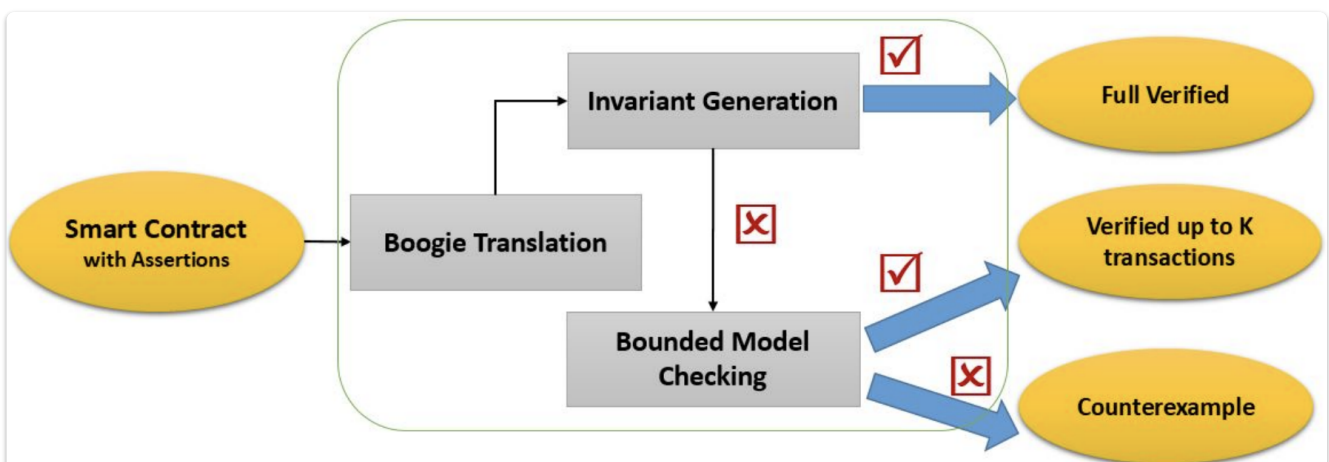 Smart Contract
with Assertions
Boogie Translation
Invariant Generation
Bounded Model
Checking
Full Verified
Verified up to K
transactions
Counterexample